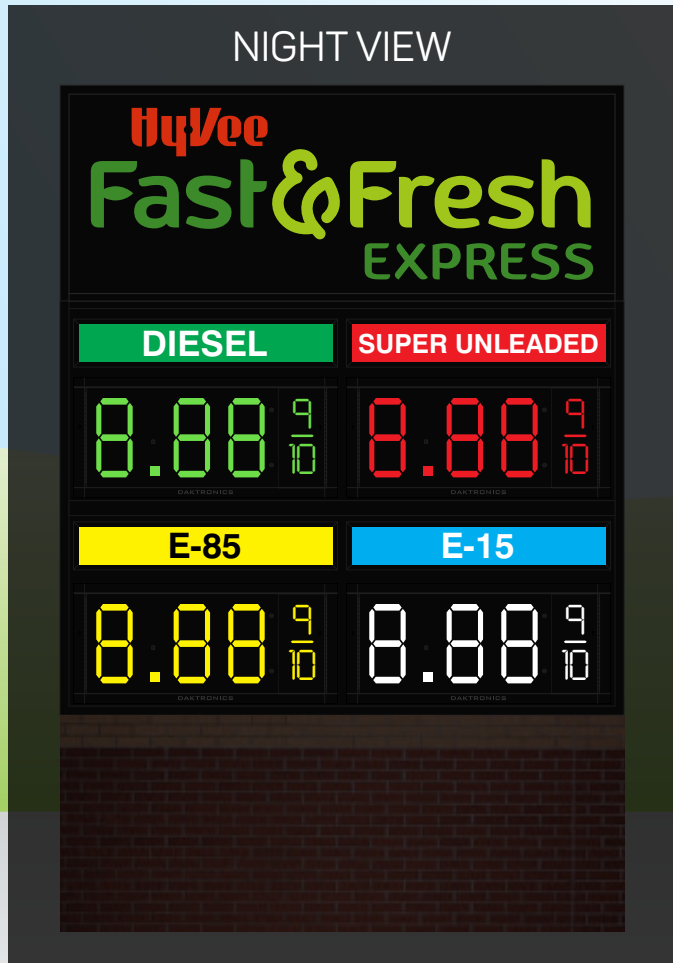 NIGHT VIEW
HyVee
Fast & Fresh
EXPRESS
DIESEL
SUPER UNLEADED
8.88 9/10
8.88 9/10
DAKTRONICS
DAKTRONICS
E-85
E-15
8.88 9/10
8.88 9/10
DAKTRONICS
DAKTRONICS